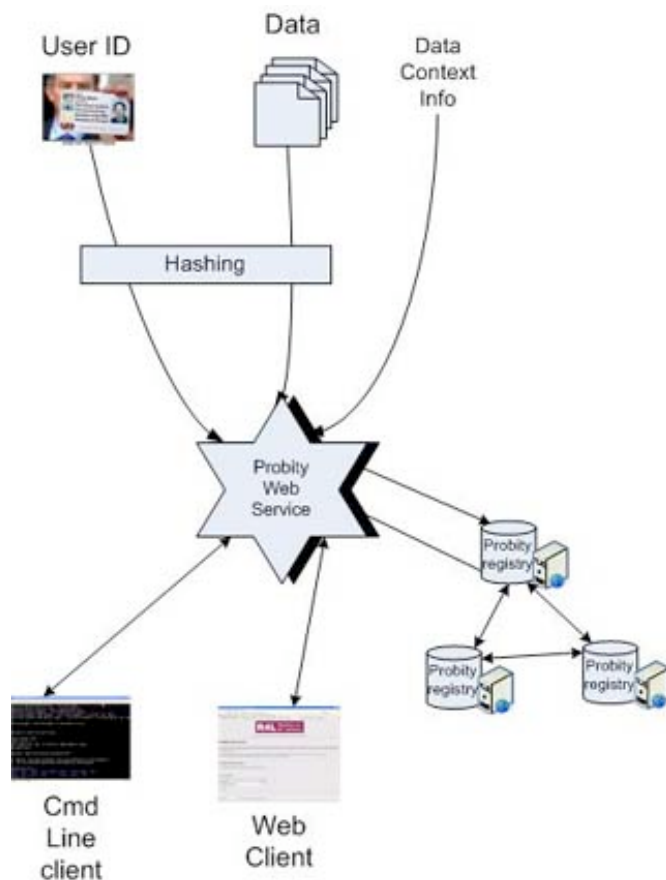 User ID
Data
Data
Context
Info
Hashing
Probity
Web
Service
Probity
registry
Probity
registry
Probity
registry
Cmd
Line
client
Web
Client